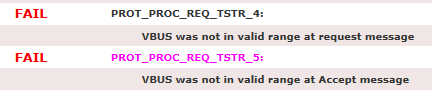 FAIL PROT_PROC_REQ_TSTR_4:
VBUS was not in valid range at request message
FAIL PROT_PROC_REQ_TSTR_5:
VBUS was not in valid range at Accept message